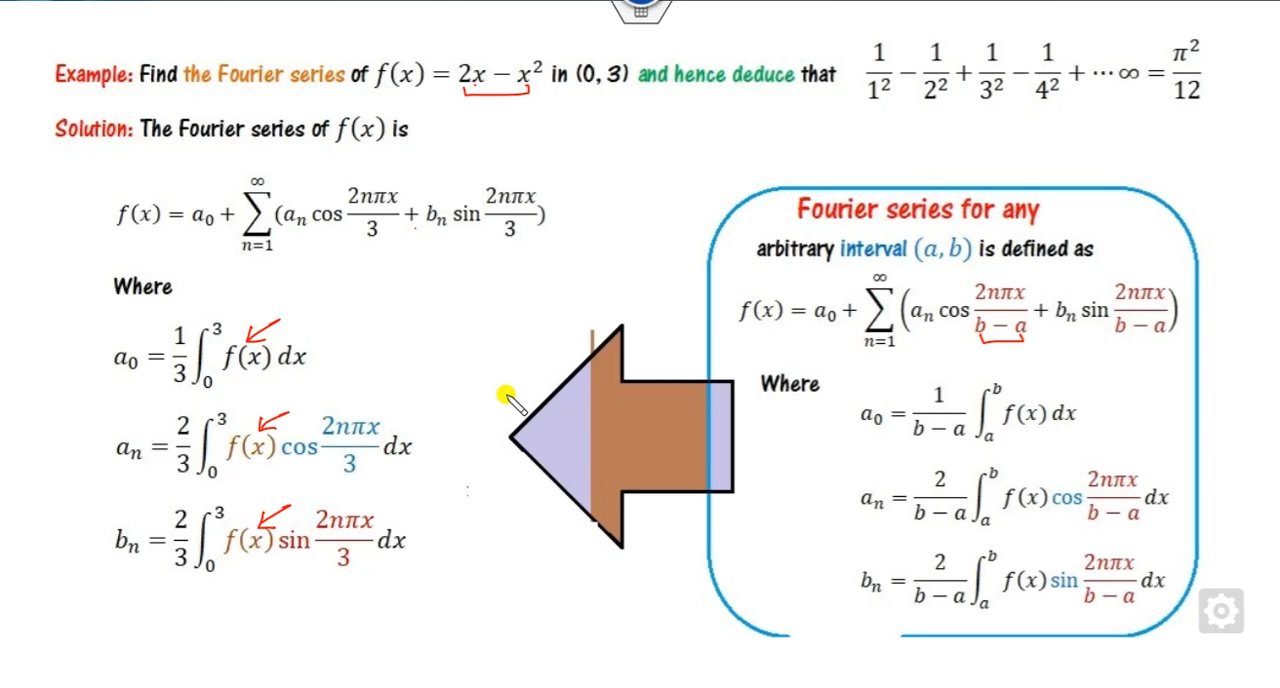 Example: Find the Fourier series of f(x) = 2x − x² in (0, 3) and hence deduce that 1/1² − 1/2² + 1/3² − 1/4² + ⋯ ∞ = π²/12
Solution: The Fourier series of f(x) is
f(x) = a₀ + ∑_{n=1}^{∞} (aₙ cos 2nπx/3 + bₙ sin 2nπx/3)
Where
a₀ = 1/3 ∫₀³ f(x) dx
aₙ = 2/3 ∫₀³ f(x) cos 2nπx/3 dx
bₙ = 2/3 ∫₀³ f(x) sin 2nπx/3 dx
Fourier series for any
arbitrary interval (a, b) is defined as
f(x) = a₀ + ∑_{n=1}^{∞} (aₙ cos 2nπx/(b − a) + bₙ sin 2nπx/(b − a))
Where
a₀ = 1/(b − a) ∫_a^b f(x) dx
aₙ = 2/(b − a) ∫_a^b f(x) cos 2nπx/(b − a) dx
bₙ = 2/(b − a) ∫_a^b f(x) sin 2nπx/(b − a) dx